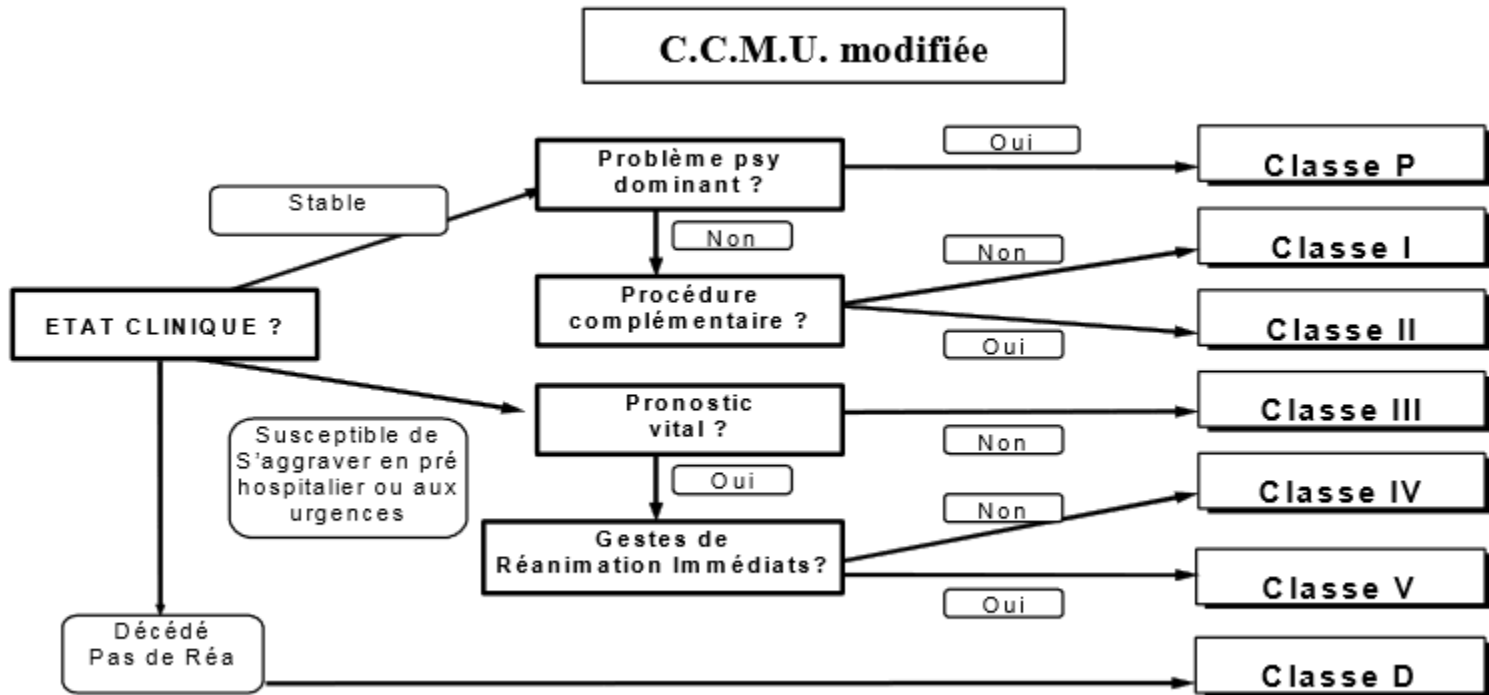 C.C.M.U. modifiée
Oui
Problème psy
dominant ?
Classe P
Stable
Non
Non
Classe I
Procédure
complémentaire ?
ETAT CLINIQUE ?
Oui
Classe II
Pronostic
vital ?
Classe III
Susceptible de
S'aggraver en pré
hospitalier ou aux
urgences
Non
Oui
Non
Classe IV
Gestes de
Réanimation Immédiats?
Classe V
Oui
Décédé
Pas de Réa
Classe D